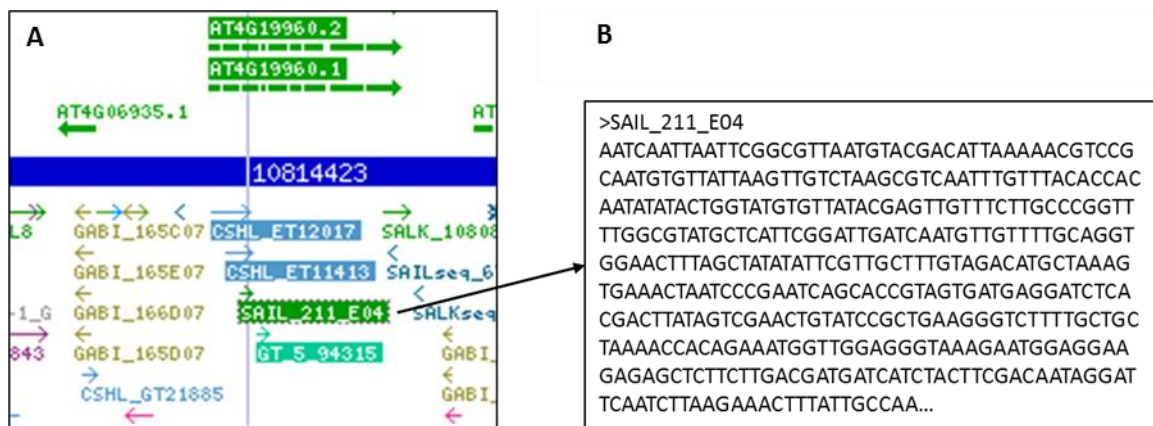 A
AT4G19960.2
AT4G19960.1
AT4G06935.1
AT
10814423
L8 GABI_165C07 CSHL_ET12017 SALK_10808
GABI_165E07 CSHL_ET11413 SAILseq_6
-1_G GABI_166D07 SAIL_211_E04 SALKseq
843 GABI_165D07 GT_5_94315 GABI_
CSHL_GT21885 GABI_
B
>SAIL_211_E04
AATCAATTAATTCGGCGTTAATGTACGACATTAAAAACGTCCG
CAATGTGTTATTAAGTTGTCTAAGCGTCAATTTGTTTACACCAC
AATATATACTGGTATGTGTTATACGAGTTGTTTCTTGCCCGGTT
TTGGCGTATGCTCATTCGGATTGATCAATGTTGTTTTGCAGGT
GGAACTTTAGCTATATATTCGTTGCTTTGTAGACATGCTAAAG
TGAAACTAATCCCGAATCAGCACCGTAGTGATGAGGATCTCA
CGACTTATAGTCGAACTGTATCCGCTGAAGGGTCTTTTGCTGC
TAAAACCACAGAAATGGTTGGAGGGTAAAGAATGGAGGAA
GAGAGCTCTTCTTGACGATGATCATCTACTTCGACAATAGGAT
TCAATCTTAAGAAACTTTATTGCCAA...